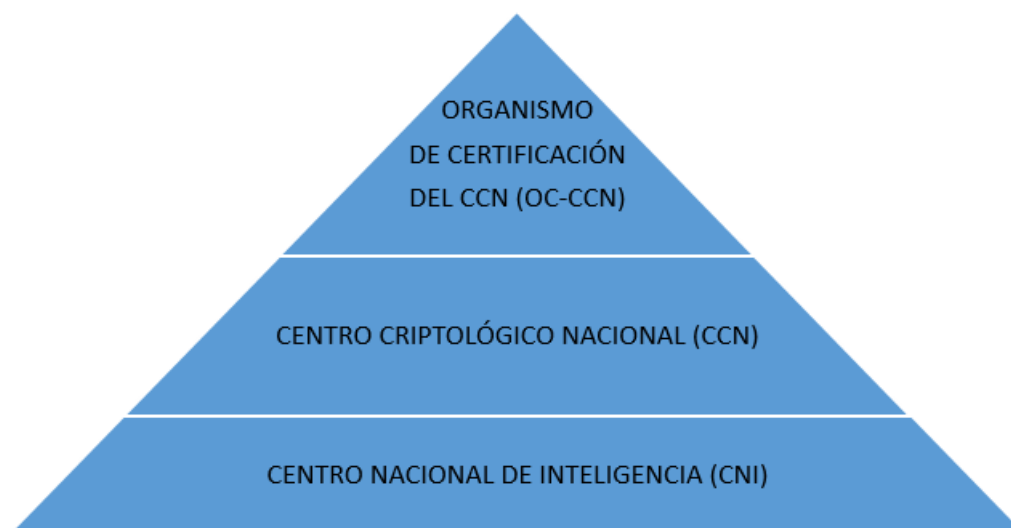 ORGANISMO
DE CERTIFICACIÓN
DEL CCN (OC-CCN)
CENTRO CRIPTOLÓGICO NACIONAL (CCN)
CENTRO NACIONAL DE INTELIGENCIA (CNI)